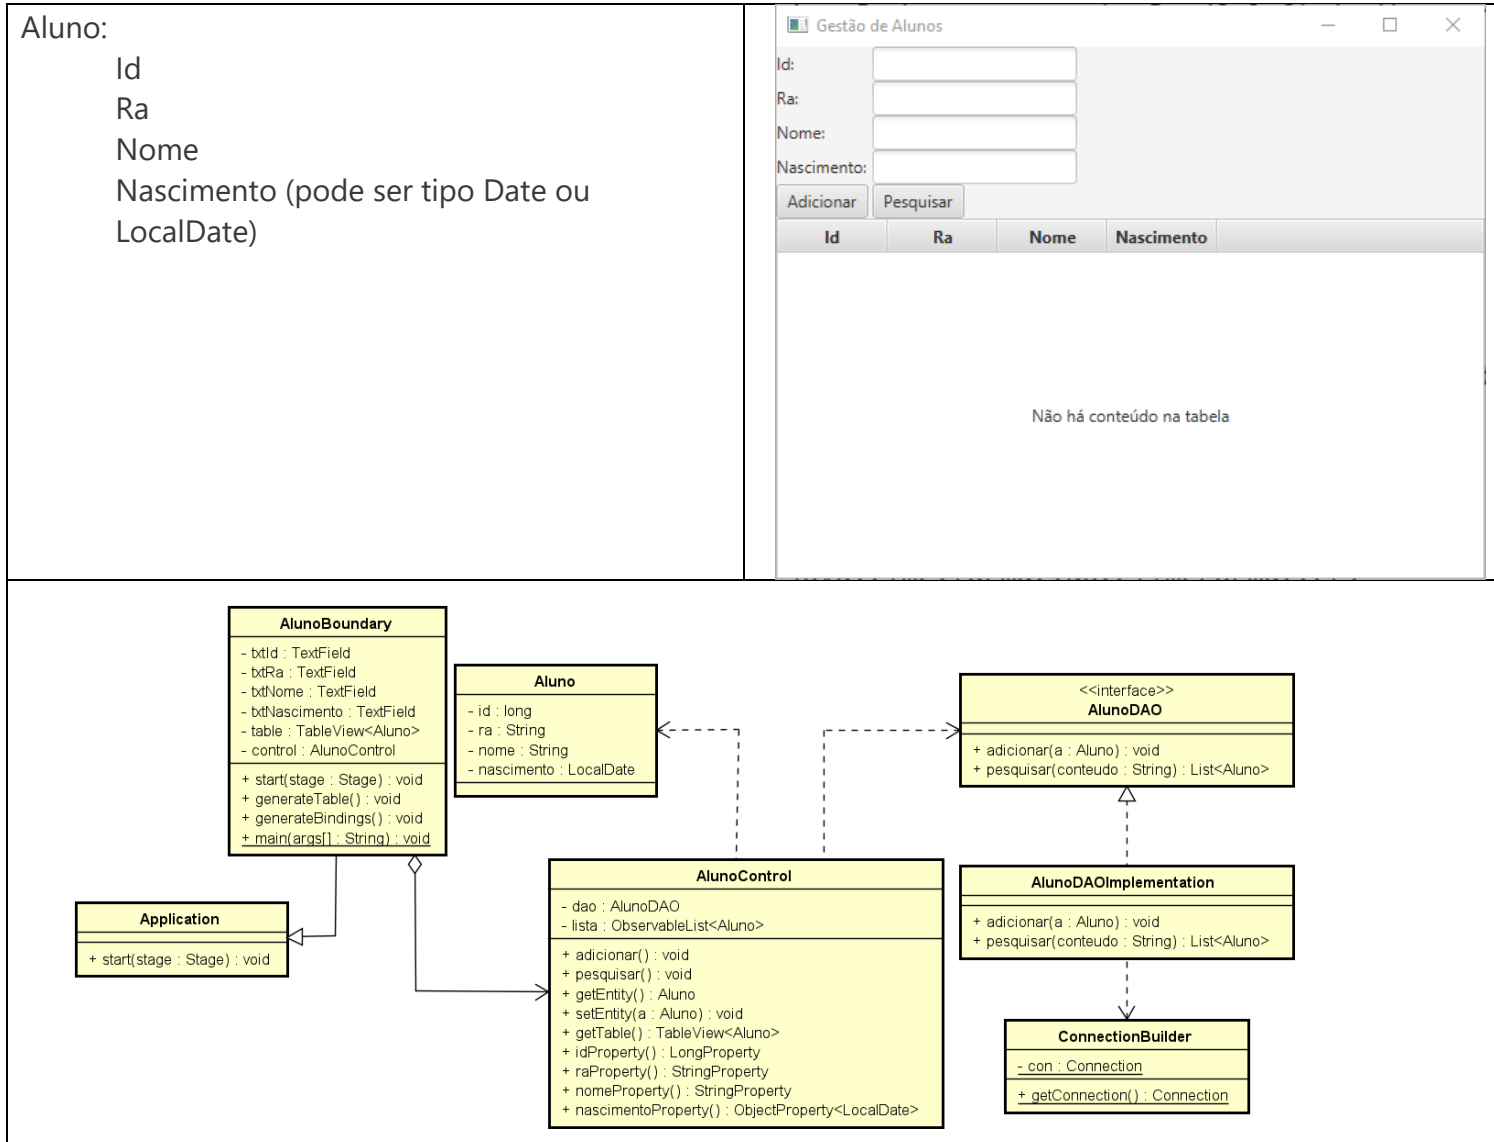 Aluno:
Id
Ra
Nome
Nascimento (pode ser tipo Date ou
LocalDate)
Gestão de Alunos
Id:
Ra:
Nome:
Nascimento:
Adicionar Pesquisar
Id Ra Nome Nascimento
Não há conteúdo na tabela
AlunoBoundary
- txtId : TextField
- txtRa : TextField
- txtNome : TextField
- txtNascimento : TextField
- table : TableView<Aluno>
- control : AlunoControl
+ start(stage : Stage) : void
+ generateTable() : void
+ generateBindings() : void
+ main(args[] : String) : void
Aluno
- id : long
- ra : String
- nome : String
- nascimento : LocalDate
<<interface>>
AlunoDAO
+ adicionar(a : Aluno) : void
+ pesquisar(conteudo : String) : List<Aluno>
Application
+ start(stage : Stage) : void
AlunoControl
- dao : AlunoDAO
- lista : ObservableList<Aluno>
+ adicionar() : void
+ pesquisar() : void
+ getEntity() : Aluno
+ setEntity(a : Aluno) : void
+ getTable() : TableView<Aluno>
+ idProperty() : LongProperty
+ raProperty() : StringProperty
+ nomeProperty() : StringProperty
+ nascimentoProperty() : ObjectProperty<LocalDate>
AlunoDAOImplementation
+ adicionar(a : Aluno) : void
+ pesquisar(conteudo : String) : List<Aluno>
ConnectionBuilder
- con : Connection
+ getConnection() : Connection